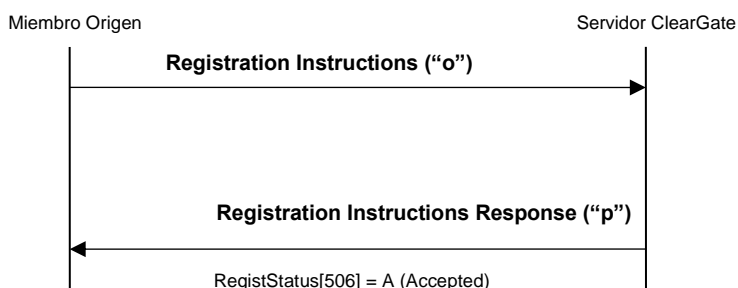 Miembro Origen
Servidor ClearGate
Registration Instructions (“o”)
Registration Instructions Response (“p”)
RegistStatus[506] = A (Accepted)